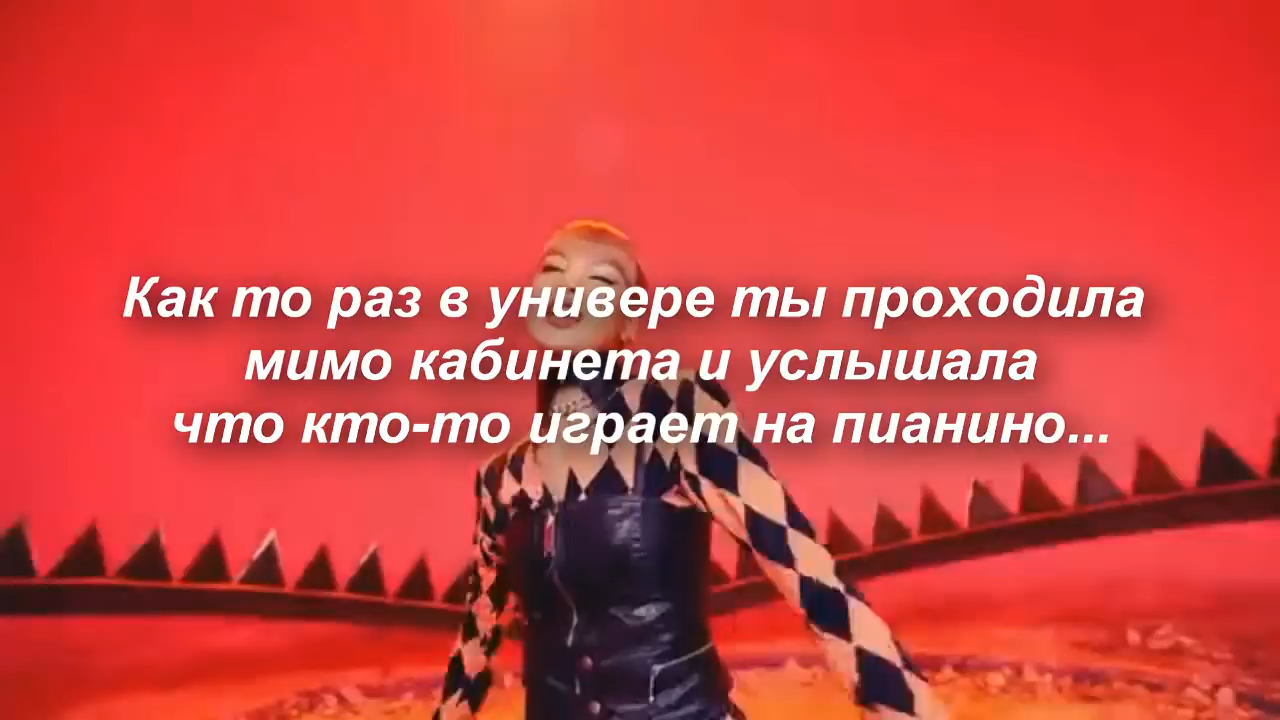 Как то раз в универе ты проходила
мимо кабинета и услышала
что кто-то играет на пианино...